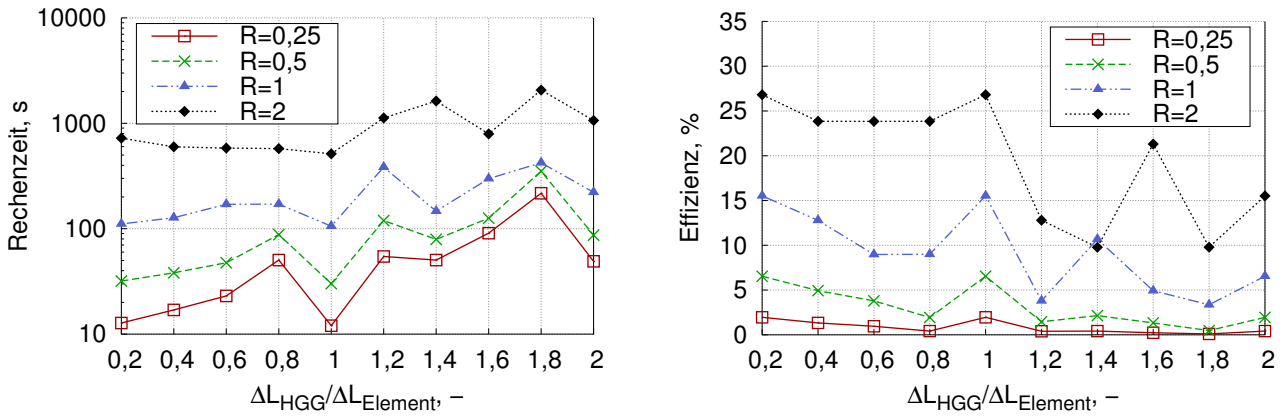 10000
1000
100
10
Rechenzeit, s
R=0,25
R=0,5
R=1
R=2
0,2 0,4 0,6 0,8 1 1,2 1,4 1,6 1,8 2
ΔL_HGG/ΔL_Element, –
35
30
25
20
15
10
5
0
Effizienz, %
R=0,25
R=0,5
R=1
R=2
0,2 0,4 0,6 0,8 1 1,2 1,4 1,6 1,8 2
ΔL_HGG/ΔL_Element, –